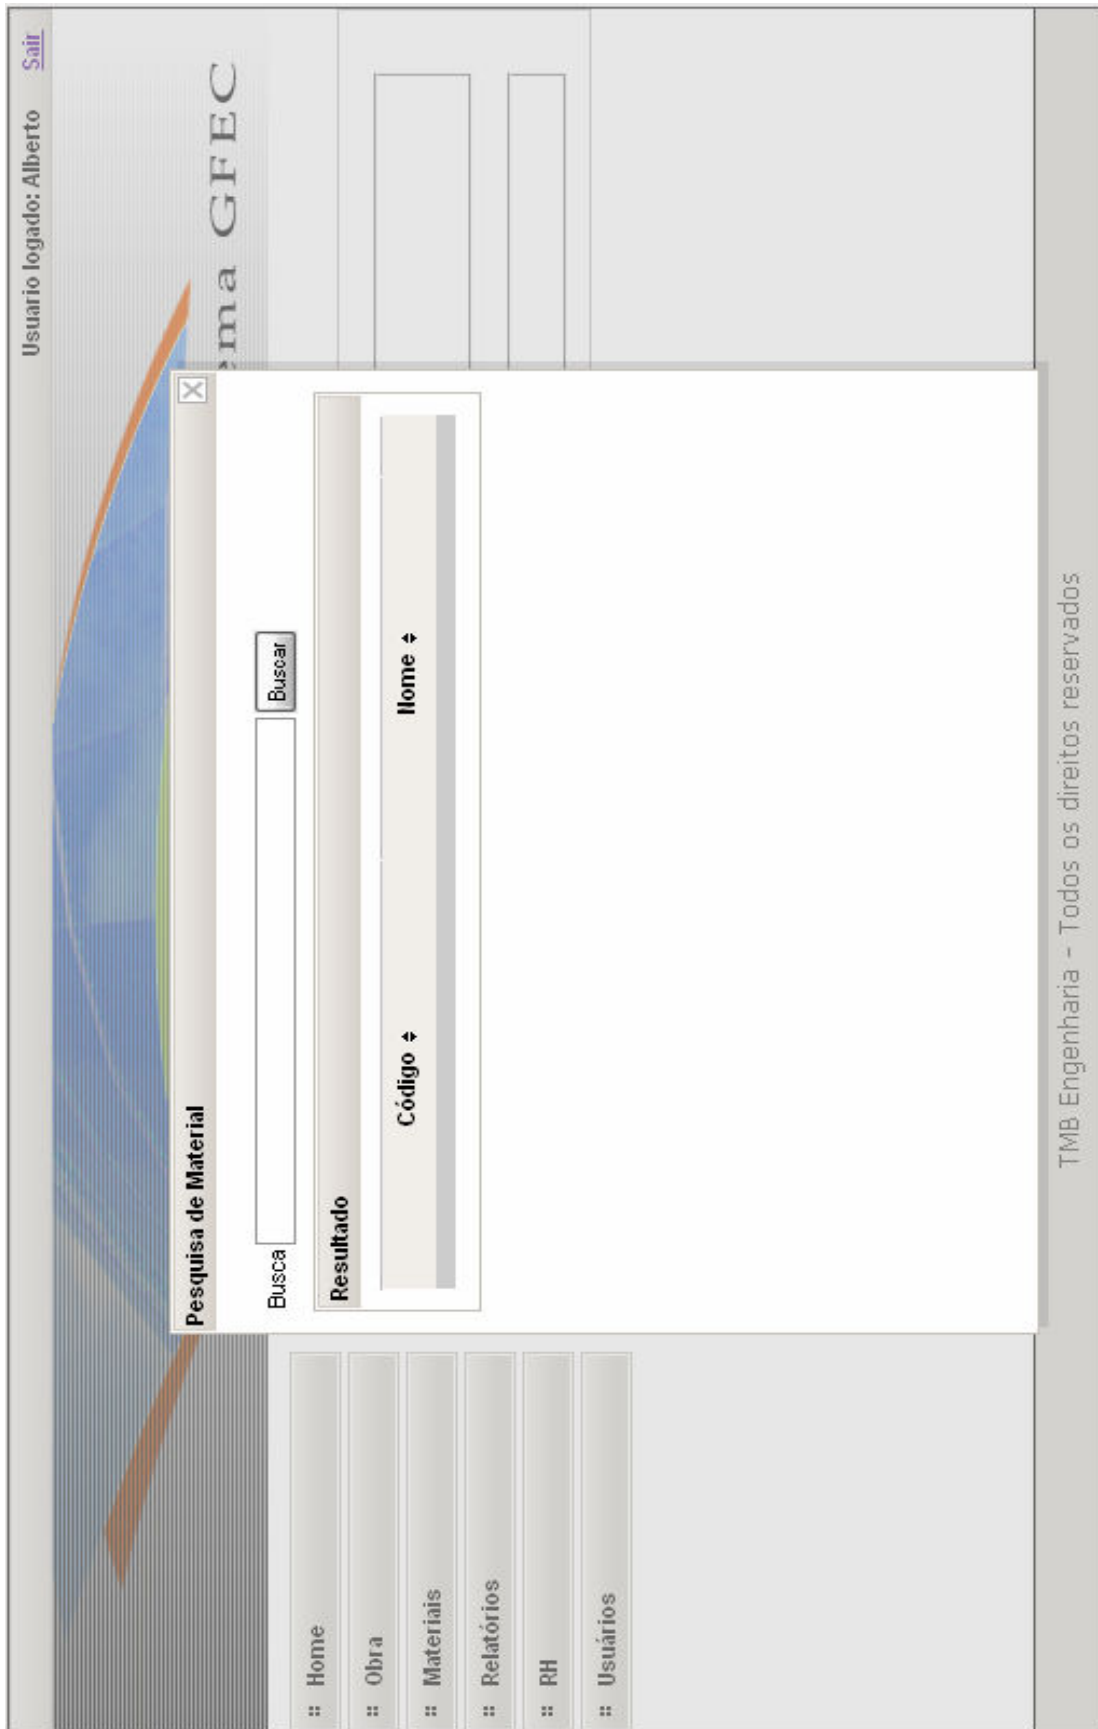 Usuario logado: Alberto Sair
ema GFEC
Pesquisa de Material
Busca
Buscar
Resultado
Código
Nome
:: Home
:: Obra
:: Materiais
:: Relatórios
:: RH
:: Usuários
TMB Engenharia - Todos os direitos reservados